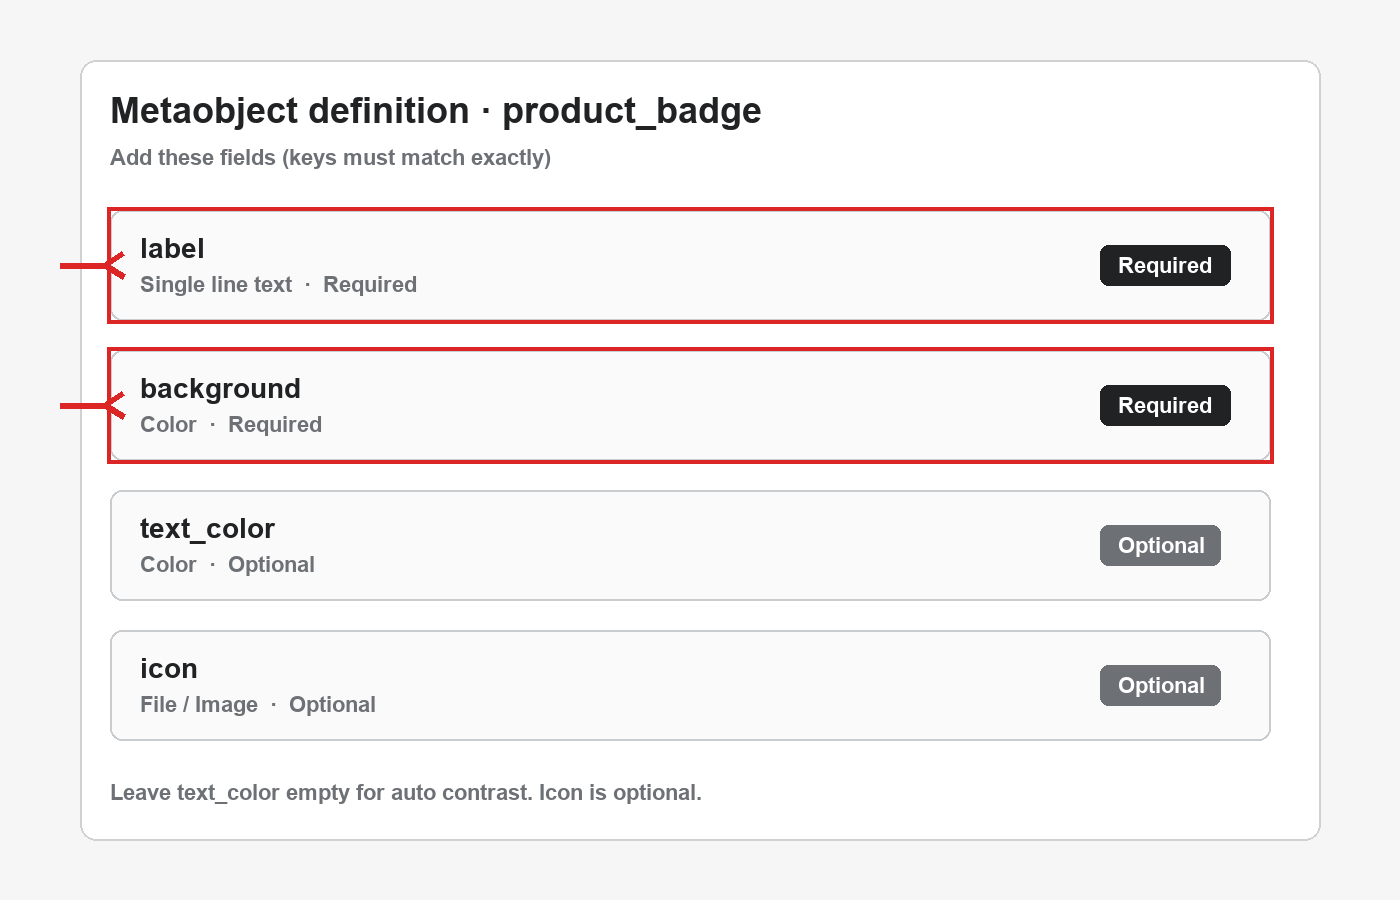 Metaobject definition · product_badge
Add these fields (keys must match exactly)
label
Single line text · Required
Required
background
Color · Required
Required
text_color
Color · Optional
Optional
icon
File / Image · Optional
Optional
Leave text_color empty for auto contrast. Icon is optional.